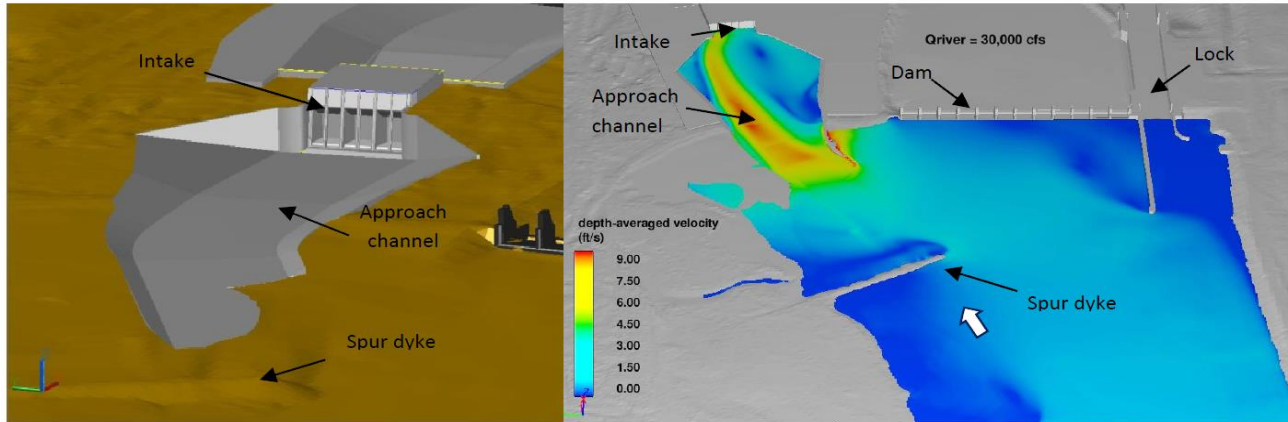 Intake
Approach
channel
Spur dyke
Intake
Qriver = 30,000 cfs
Lock
Dam
Approach
channel
depth-averaged velocity
(ft/s)
9.00
7.50
6.00
4.50
3.00
1.50
0.00
Spur dyke